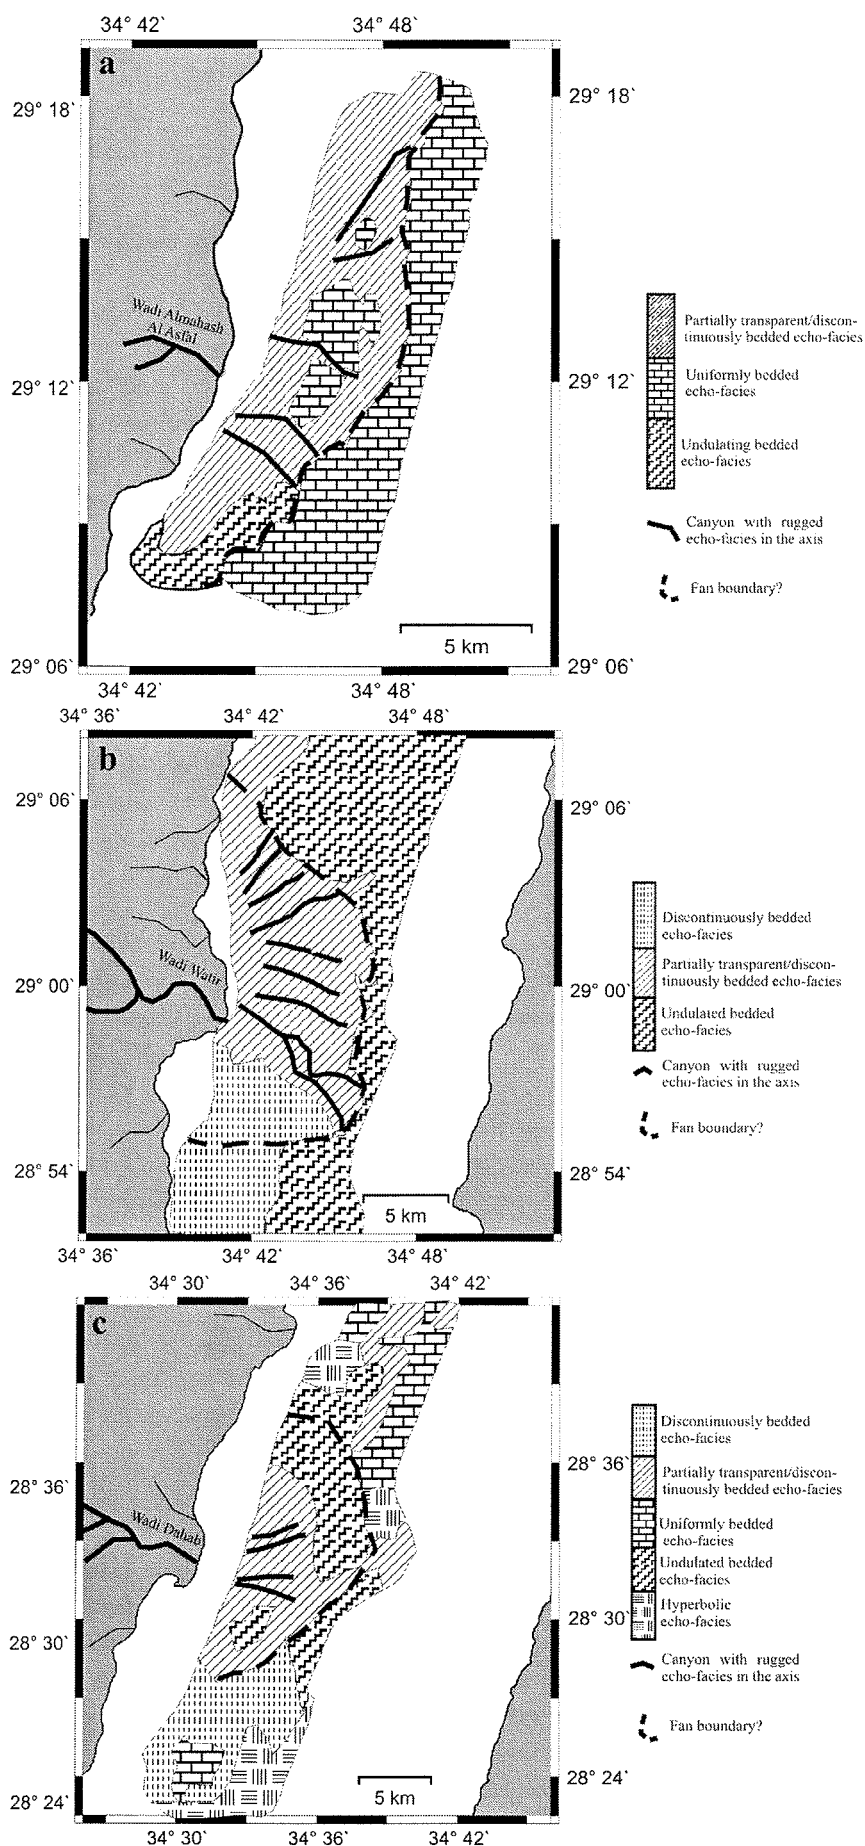 34° 42` 34° 48`
a
29° 18` 29° 18`
Wadi Almahash
Al Asfal
29° 12` 29° 12`
Partially transparent/discon-
tinuously bedded echo-facies
Uniformly bedded
echo-facies
Undulating bedded
echo-facies
Canyon with rugged
echo-facies in the axis
Fan boundary?
5 km
29° 06` 29° 06`
34° 42` 34° 48`
34° 36` 34° 42` 34° 48`
b
29° 06` 29° 06`
Discontinuously bedded
echo-facies
Partially transparent/discon-
tinuously bedded echo-facies
Undulated bedded
echo-facies
Canyon with rugged
echo-facies in the axis
Fan boundary?
Wadi Watir
29° 00` 29° 00`
28° 54` 28° 54`
5 km
34° 36` 34° 42` 34° 48`
34° 30` 34° 36` 34° 42`
c
Discontinuously bedded
echo-facies
Partially transparent/discon-
tinuously bedded echo-facies
Uniformly bedded
echo-facies
Undulated bedded
echo-facies
Hyperbolic
echo-facies
Canyon with rugged
echo-facies in the axis
Fan boundary?
28° 36` 28° 36`
Wadi Dahab
28° 30` 28° 30`
5 km
28° 24` 28° 24`
34° 30` 34° 36` 34° 42`